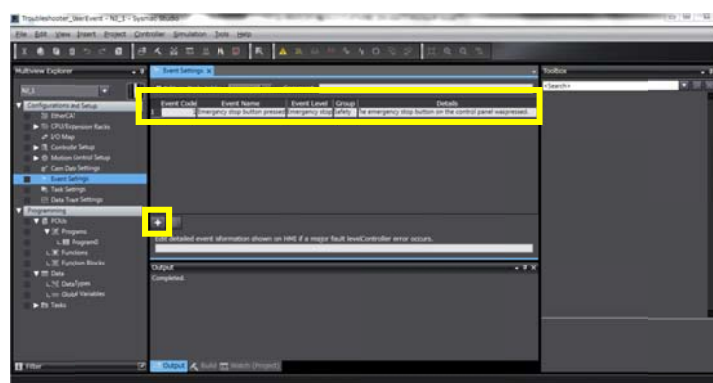 Troubleshooter_UserEvent - NJ_1 - Sysmac Studio
File Edit View Insert Project Controller Simulation Tools Help
Multiview Explorer
Event Settings
Toolbox
<Search>
Configurations and Setup
EtherCAT
CPU/Expansion Racks
I/O Map
Controller Setup
Motion Control Setup
Cam Data Settings
Event Settings
Task Settings
Data Trace Settings
Event Code Event Name Event Level Group Details
Emergency stop button pressed Emergency stop Safety The emergency stop button on the control panel waspressed.
Programming
POUs
Programs
Program0
Functions
Function Blocks
Data
Data Types
Global Variables
Tasks
Edit detailed event information shown on HMI if a major fault levelController error occurs.
Output
Completed.
Filter
Output Build Watch (Project)